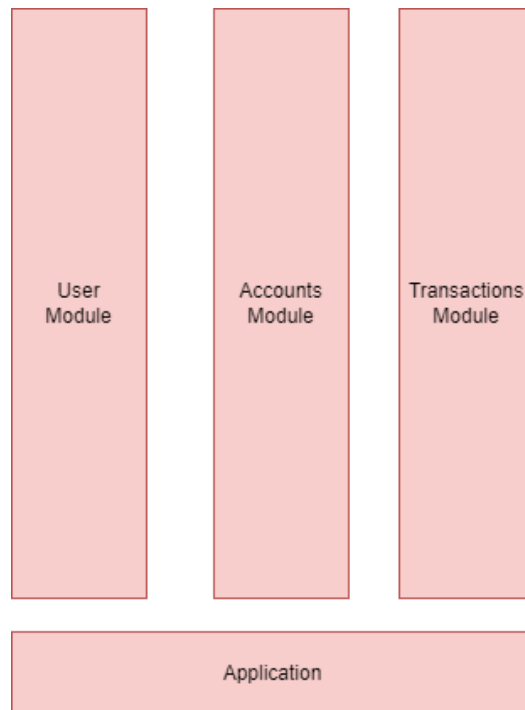 User
Module
Accounts
Module
Transactions
Module
Application